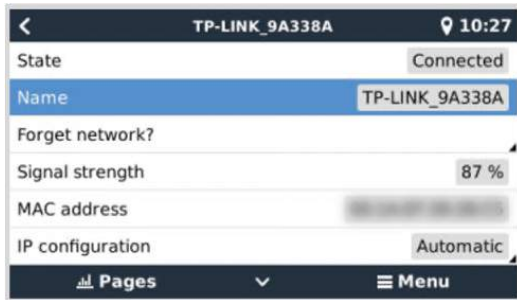 TP-LINK_9A338A 10:27
State Connected
Name TP-LINK_9A338A
Forget network?
Signal strength 87 %
MAC address
IP configuration Automatic
Pages Menu